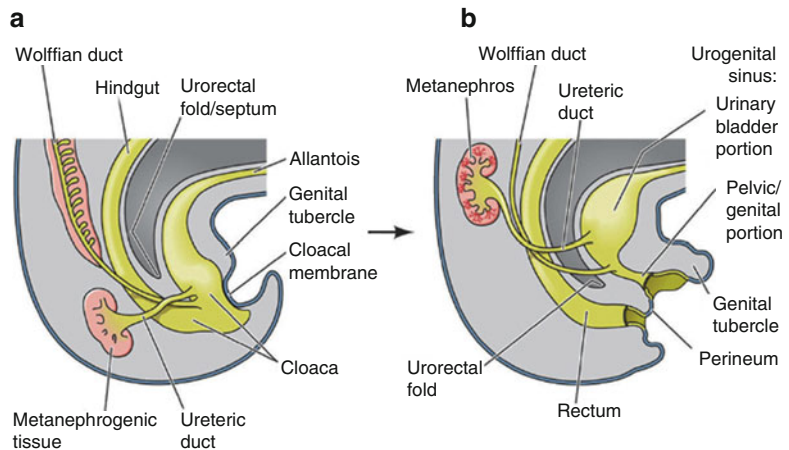 a
Wolffian duct
Hindgut
Urorectal
fold/septum
Allantois
Genital
tubercle
Cloacal
membrane
Cloaca
Metanephrogenic
tissue
Ureteric
duct
b
Wolffian duct
Metanephros
Ureteric
duct
Urogenital
sinus:
Urinary
bladder
portion
Pelvic/
genital
portion
Genital
tubercle
Perineum
Urorectal
fold
Rectum